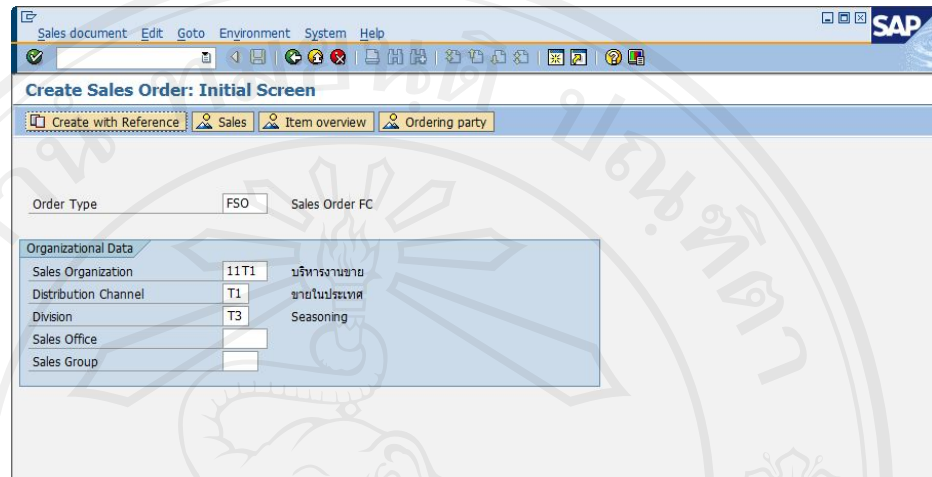 Sales document Edit Goto Environment System Help
SAP
Create Sales Order: Initial Screen
Create with Reference Sales Item overview Ordering party
Order Type FSO Sales Order FC
Organizational Data
Sales Organization 11T1 บริหารงานขาย
Distribution Channel T1 ขายในประเทศ
Division T3 Seasoning
Sales Office
Sales Group